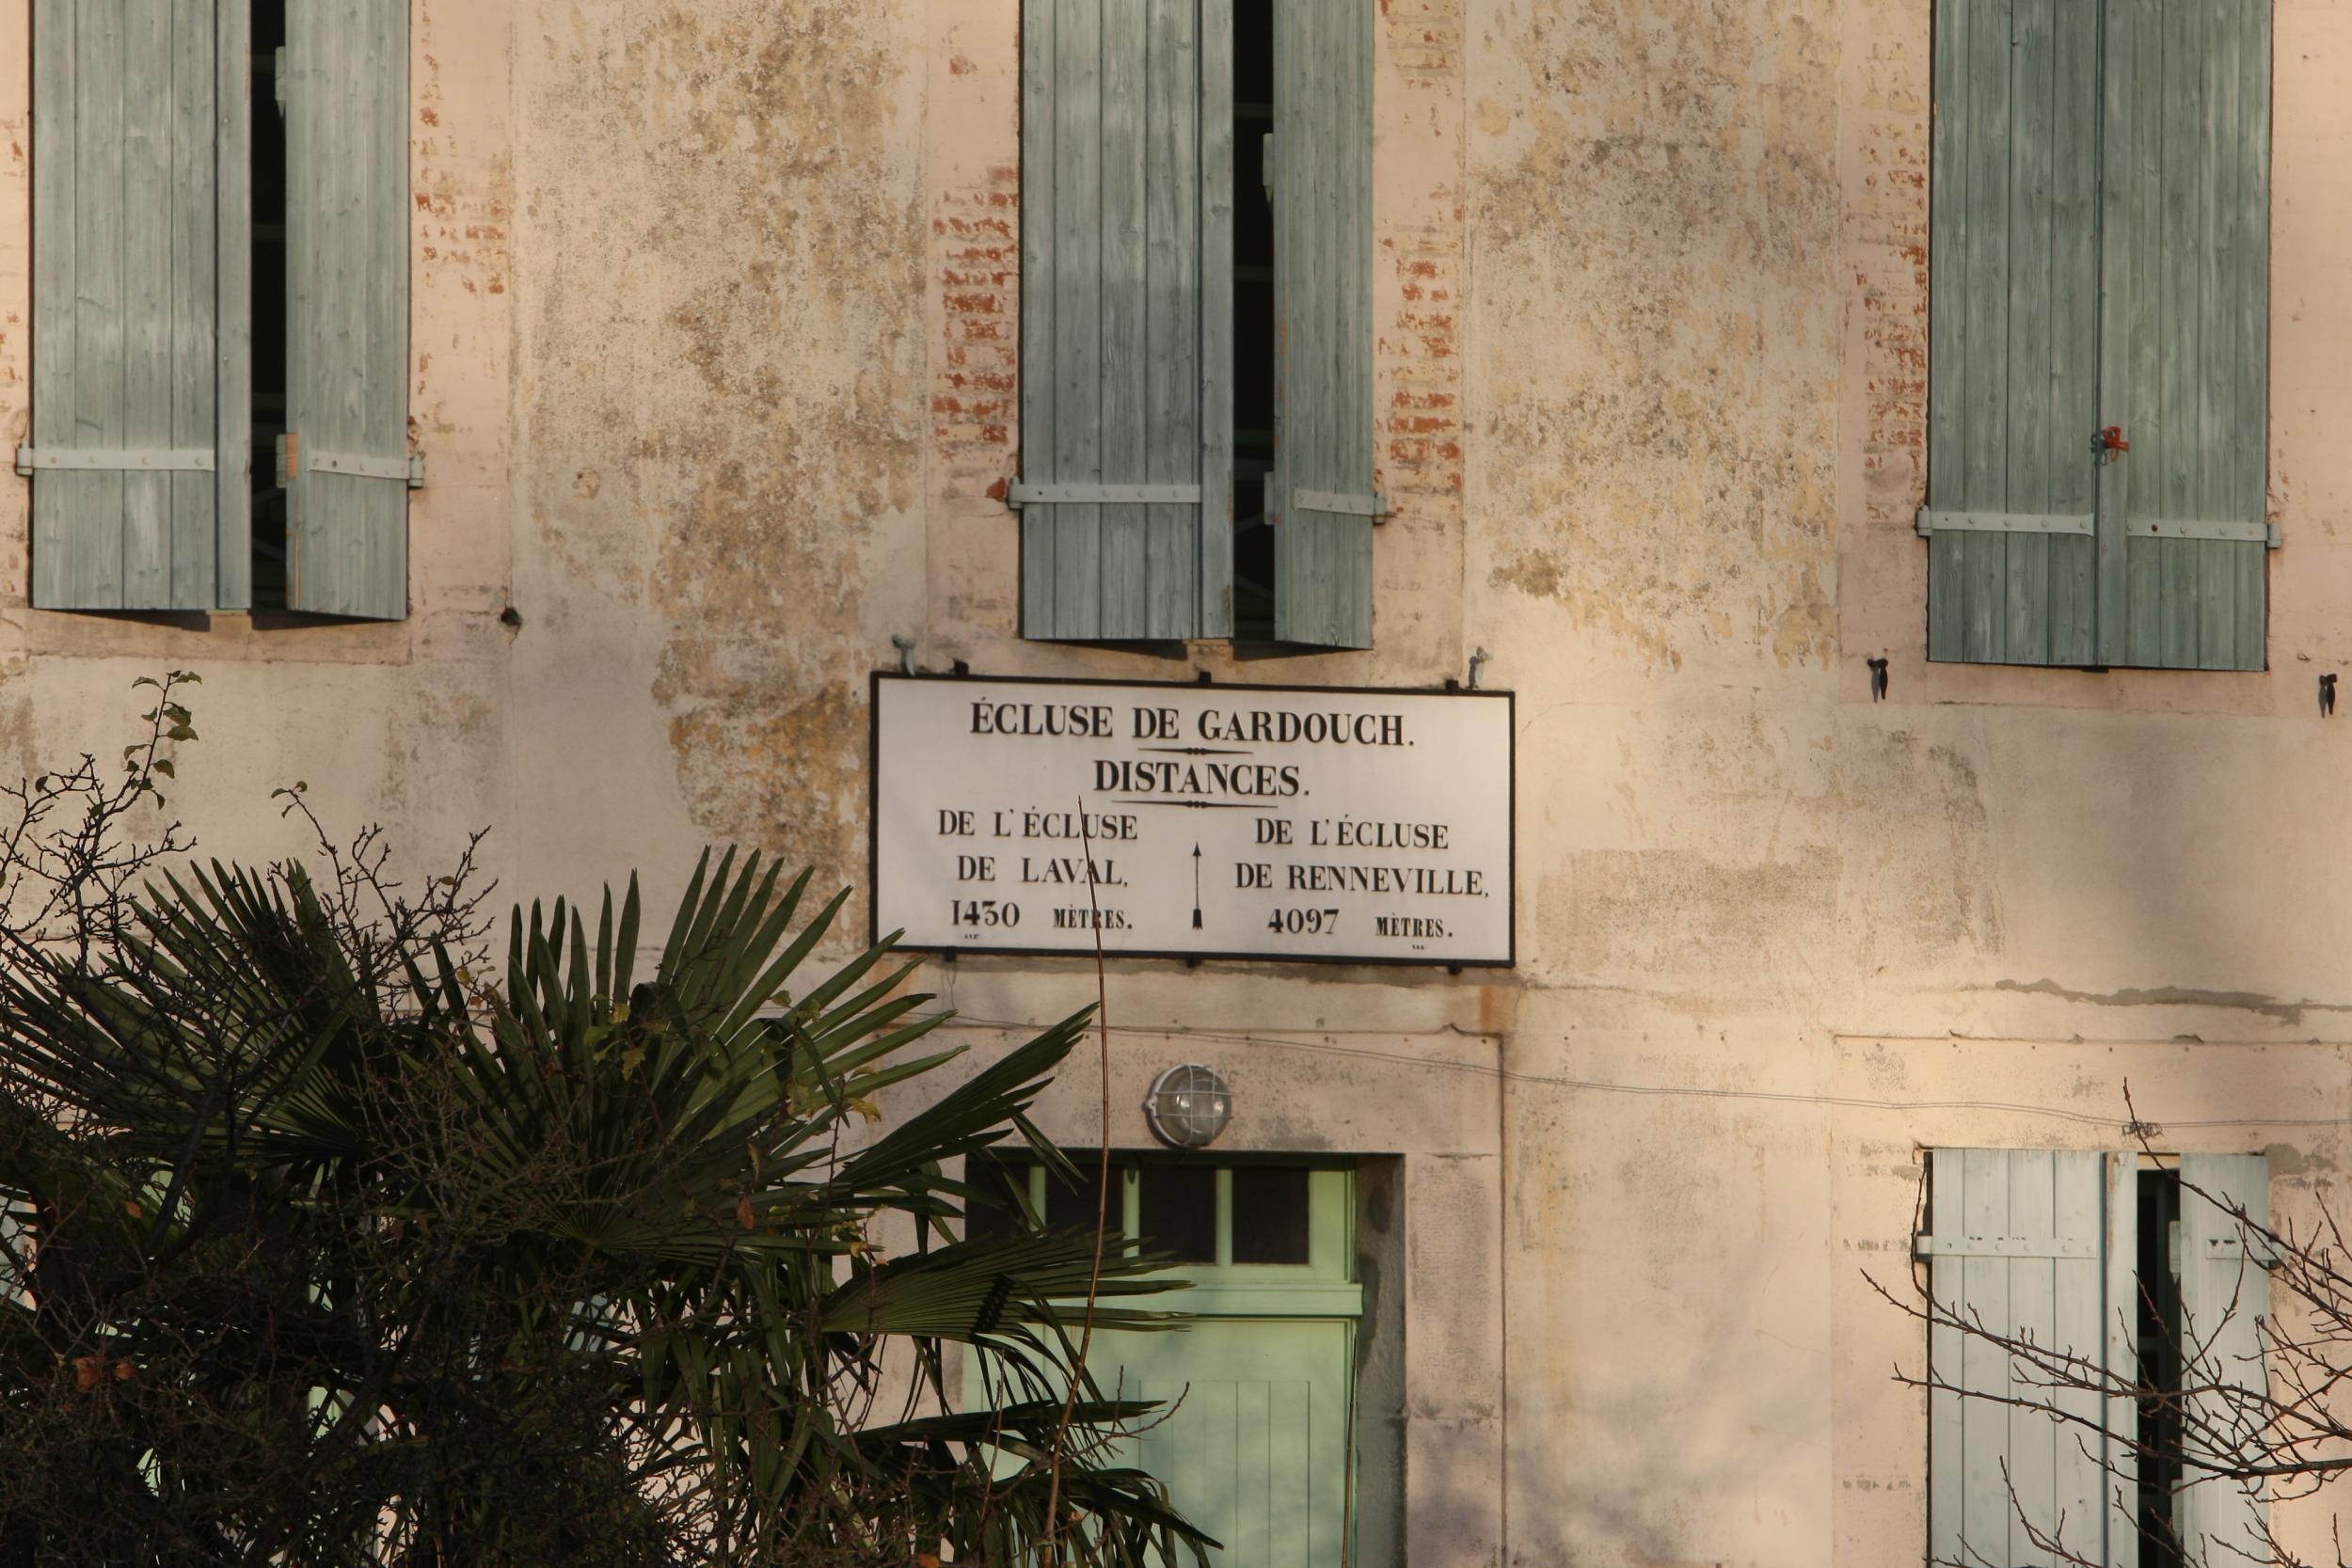 ÉCLUSE DE GARDOUCH.
DISTANCES.
DE L'ÉCLUSE
DE LAVAL,
1430 MÈTRES.
DE L'ÉCLUSE
DE RENNEVILLE,
4097 MÈTRES.